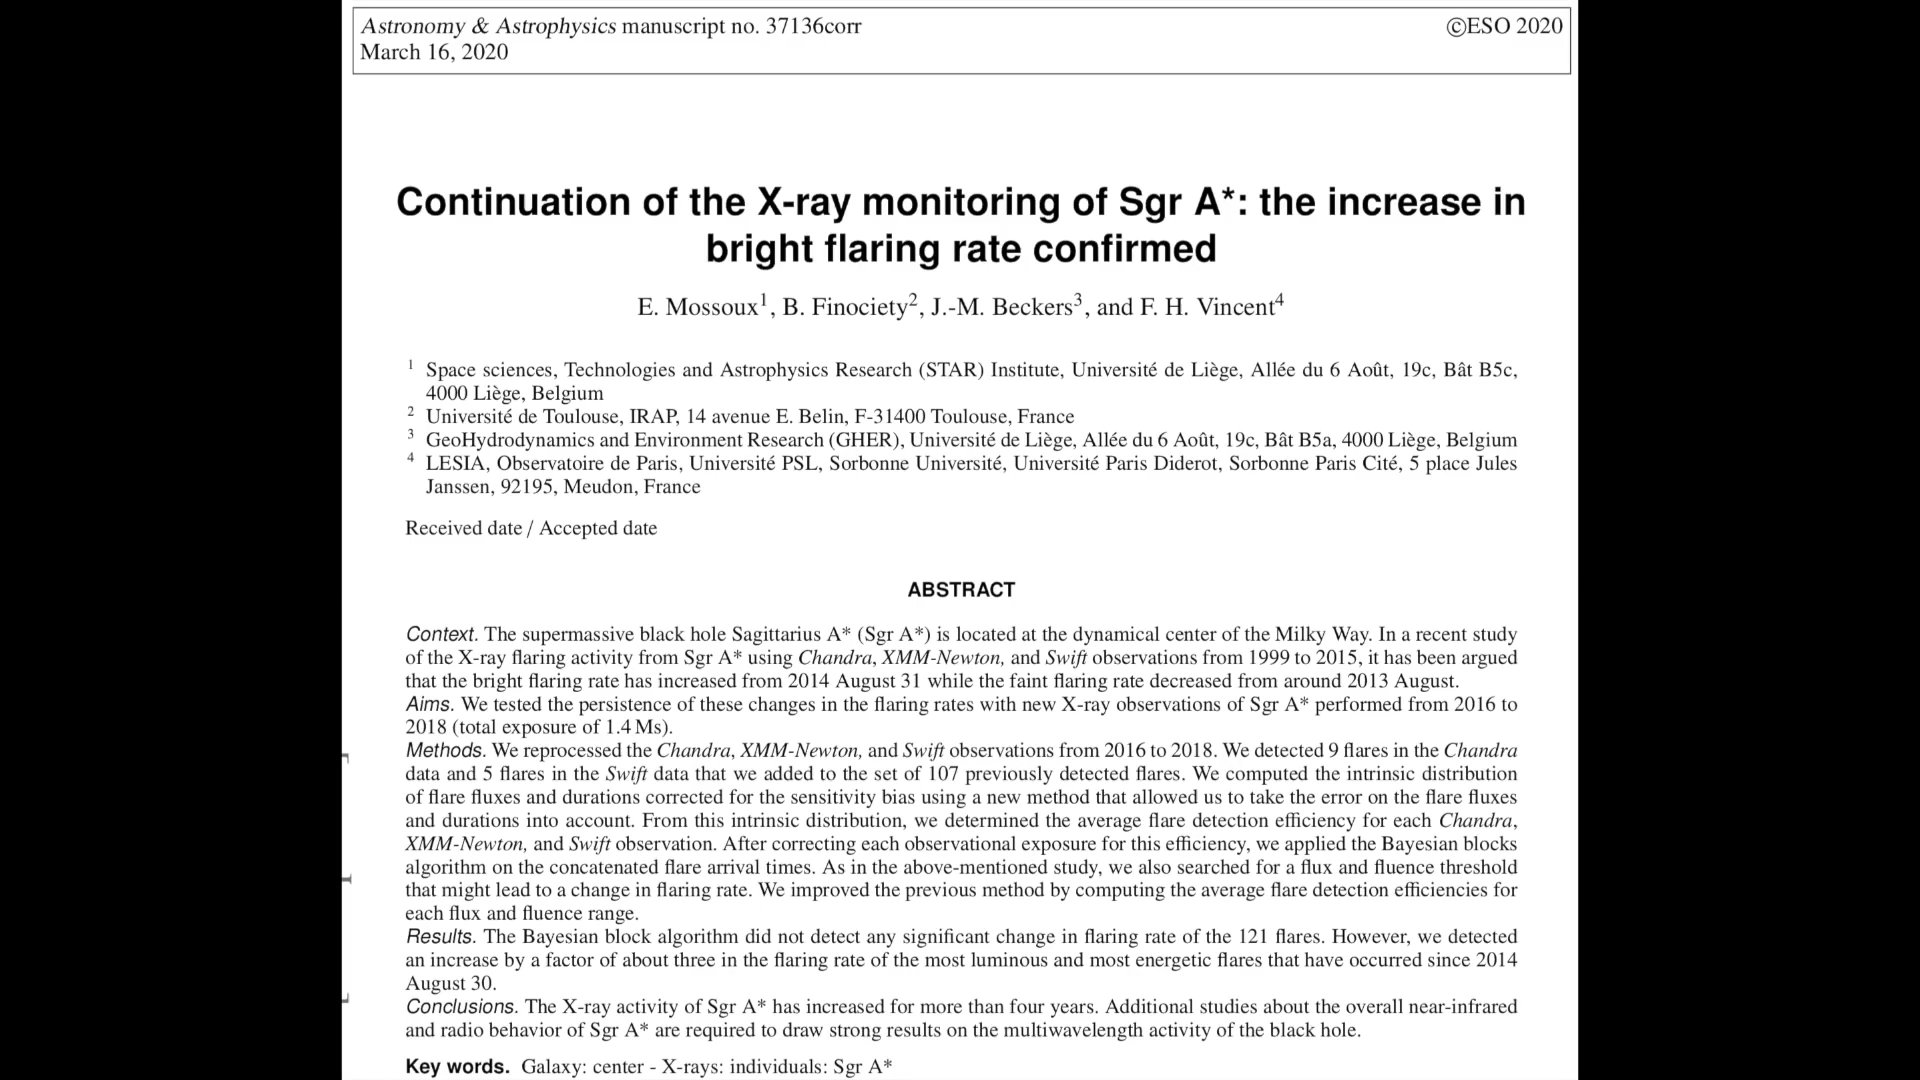 Astronomy & Astrophysics manuscript no. 37136corr
©ESO 2020
March 16, 2020
Continuation of the X-ray monitoring of Sgr A*: the increase in
bright flaring rate confirmed
E. Mossoux1, B. Finociety2, J.-M. Beckers3, and F. H. Vincent4
1 Space sciences, Technologies and Astrophysics Research (STAR) Institute, Université de Liège, Allée du 6 Août, 19c, Bât B5c,
4000 Liège, Belgium
2 Université de Toulouse, IRAP, 14 avenue E. Belin, F-31400 Toulouse, France
3 GeoHydrodynamics and Environment Research (GHER), Université de Liège, Allée du 6 Août, 19c, Bât B5a, 4000 Liège, Belgium
4 LESIA, Observatoire de Paris, Université PSL, Sorbonne Université, Université Paris Diderot, Sorbonne Paris Cité, 5 place Jules
Janssen, 92195, Meudon, France
Received date / Accepted date
ABSTRACT
Context. The supermassive black hole Sagittarius A* (Sgr A*) is located at the dynamical center of the Milky Way. In a recent study
of the X-ray flaring activity from Sgr A* using Chandra, XMM-Newton, and Swift observations from 1999 to 2015, it has been argued
that the bright flaring rate has increased from 2014 August 31 while the faint flaring rate decreased from around 2013 August.
Aims. We tested the persistence of these changes in the flaring rates with new X-ray observations of Sgr A* performed from 2016 to
2018 (total exposure of 1.4 Ms).
Methods. We reprocessed the Chandra, XMM-Newton, and Swift observations from 2016 to 2018. We detected 9 flares in the Chandra
data and 5 flares in the Swift data that we added to the set of 107 previously detected flares. We computed the intrinsic distribution
of flare fluxes and durations corrected for the sensitivity bias using a new method that allowed us to take the error on the flare fluxes
and durations into account. From this intrinsic distribution, we determined the average flare detection efficiency for each Chandra,
XMM-Newton, and Swift observation. After correcting each observational exposure for this efficiency, we applied the Bayesian blocks
algorithm on the concatenated flare arrival times. As in the above-mentioned study, we also searched for a flux and fluence threshold
that might lead to a change in flaring rate. We improved the previous method by computing the average flare detection efficiencies for
each flux and fluence range.
Results. The Bayesian block algorithm did not detect any significant change in flaring rate of the 121 flares. However, we detected
an increase by a factor of about three in the flaring rate of the most luminous and most energetic flares that have occurred since 2014
August 30.
Conclusions. The X-ray activity of Sgr A* has increased for more than four years. Additional studies about the overall near-infrared
and radio behavior of Sgr A* are required to draw strong results on the multiwavelength activity of the black hole.
Key words. Galaxy: center - X-rays: individuals: Sgr A*